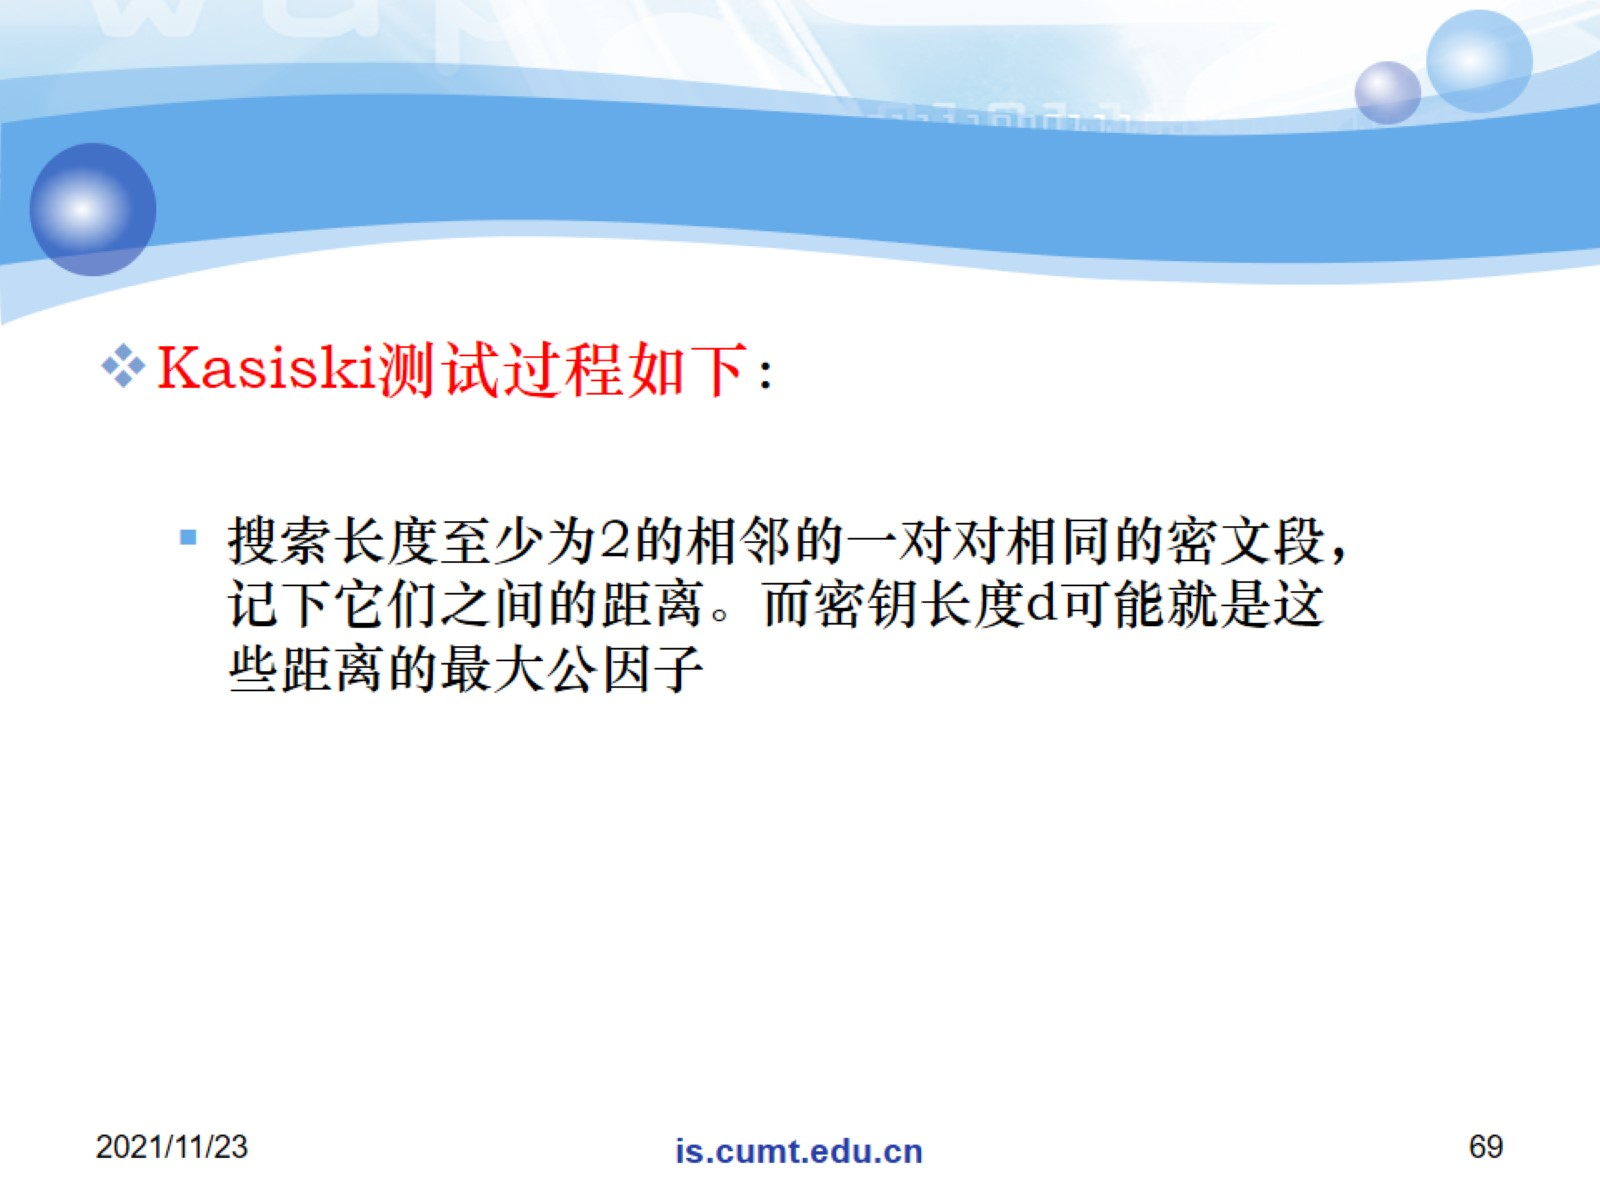 Kasiski测试过程如下：
搜索长度至少为2的相邻的一对对相同的密文段，
记下它们之间的距离。而密钥长度d可能就是这
些距离的最大公因子
2021/11/23
is.cumt.edu.cn
69